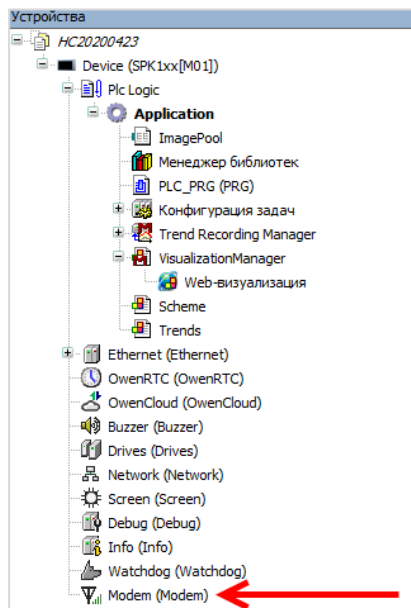 Устройства
HC20200423
Device (SPK1xx[M01])
Plc Logic
Application
ImagePool
Менеджер библиотек
PLC_PRG (PRG)
Конфигурация задач
Trend Recording Manager
VisualizationManager
Web-визуализация
Scheme
Trends
Ethernet (Ethernet)
OwenRTC (OwenRTC)
OwenCloud (OwenCloud)
Buzzer (Buzzer)
Drives (Drives)
Network (Network)
Screen (Screen)
Debug (Debug)
Info (Info)
Watchdog (Watchdog)
Modem (Modem)